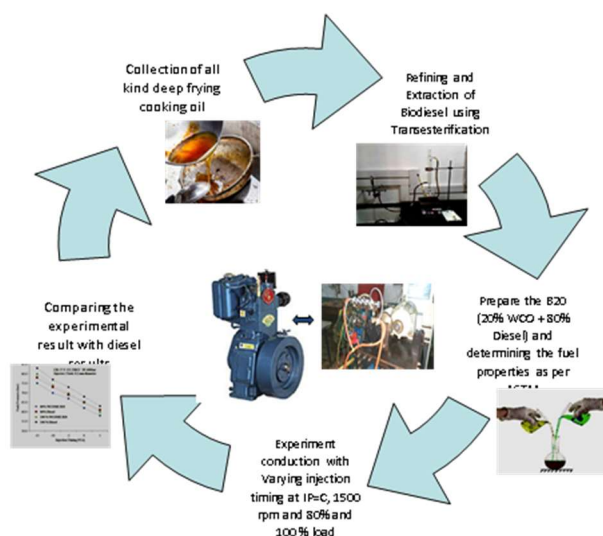 Collection of all
kind deep frying
cooking oil
Refining and
Extraction of
Biodiesel using
Transesterification
Prepare the B20
(20% WCO + 80%
Diesel) and
determining the fuel
properties as per
ASTM
Experiment
conduction with
Varying injection
timing at IP=C, 1500
rpm and 80% and
100% load
Comparing the
experimental
result with diesel
results